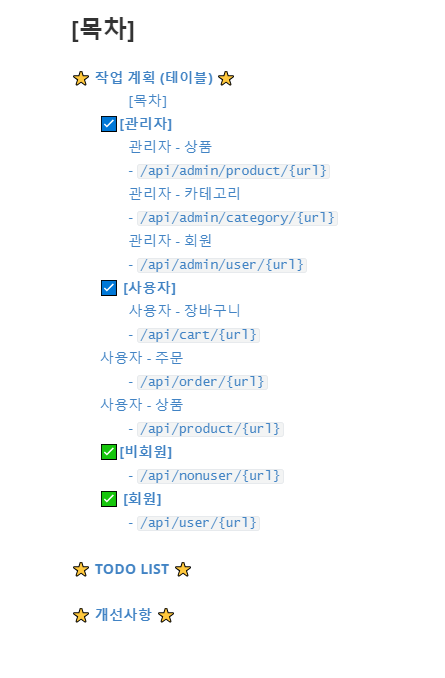 [목차]
⭐ 작업 계획 (테이블) ⭐
[목차]
☑ [관리자]
관리자 - 상품
- /api/admin/product/{url}
관리자 - 카테고리
- /api/admin/category/{url}
관리자 - 회원
- /api/admin/user/{url}
☑ [사용자]
사용자 - 장바구니
- /api/cart/{url}
사용자 - 주문
- /api/order/{url}
사용자 - 상품
- /api/product/{url}
✅ [비회원]
- /api/nonuser/{url}
✅ [회원]
- /api/user/{url}
⭐ TODO LIST ⭐
⭐ 개선사항 ⭐